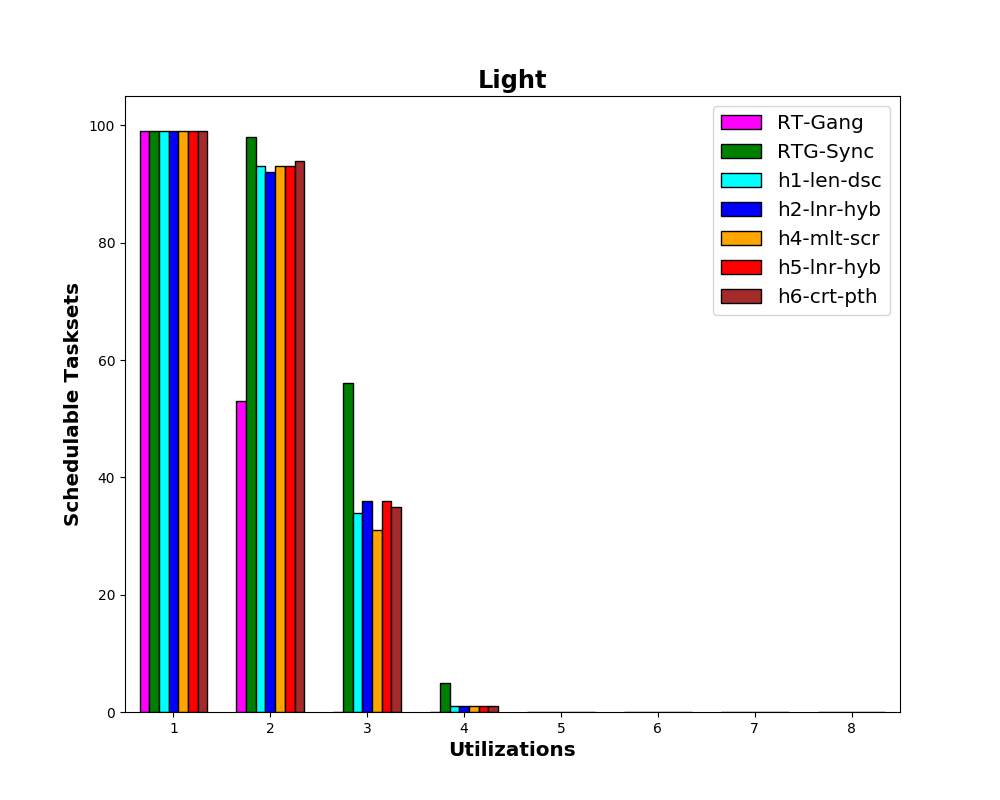 Light
100
80
60
40
20
0
Schedulable Tasksets
RT-Gang
RTG-Sync
h1-len-dsc
h2-lnr-hyb
h4-mlt-scr
h5-lnr-hyb
h6-crt-pth
1 2 3 4 5 6 7 8
Utilizations